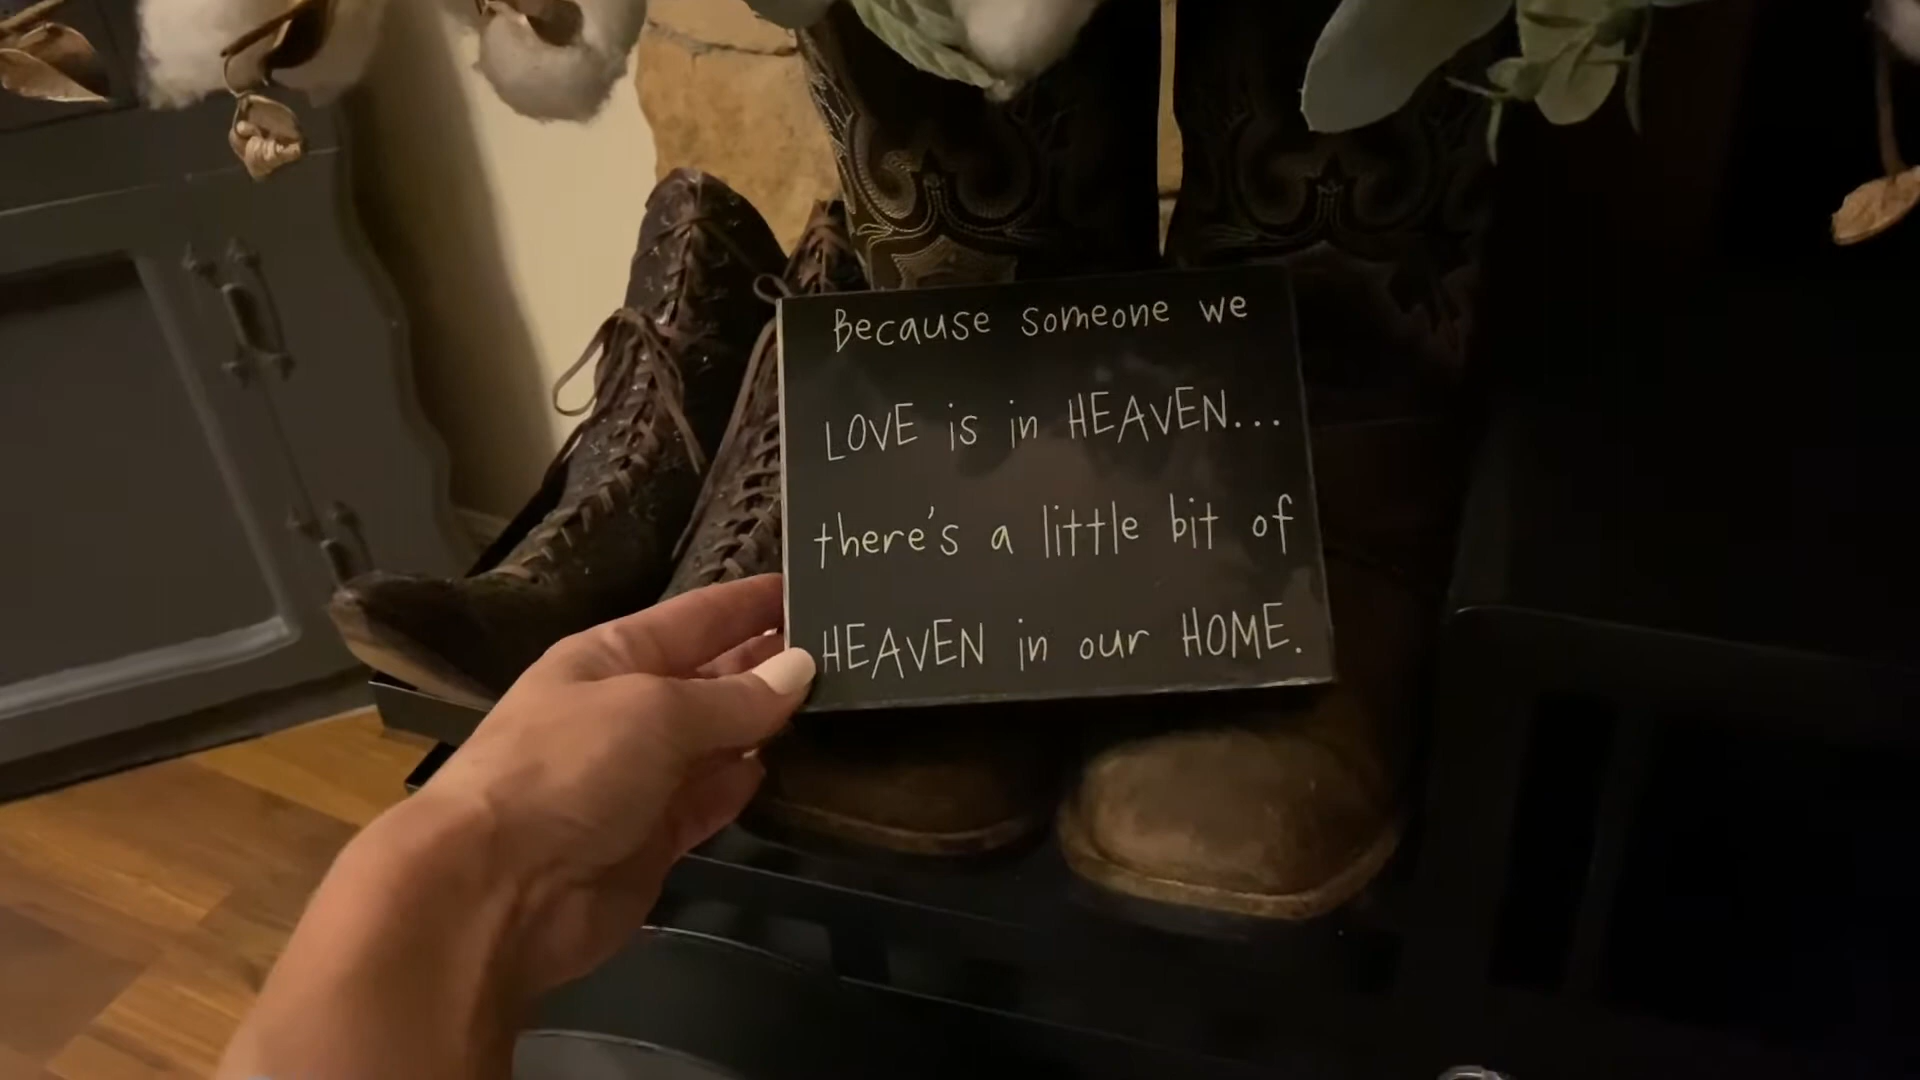 Because someone we
LOVE is in HEAVEN...
there's a little bit of
HEAVEN in our HOME.